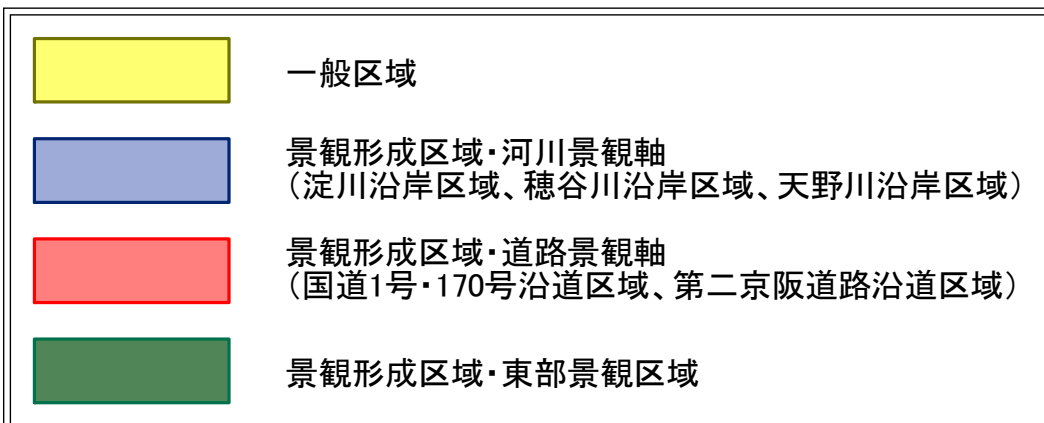 一般区域
景観形成区域・河川景観軸
（淀川沿岸区域、穂谷川沿岸区域、天野川沿岸区域）
景観形成区域・道路景観軸
（国道1号・170号沿道区域、第二京阪道路沿道区域）
景観形成区域・東部景観区域